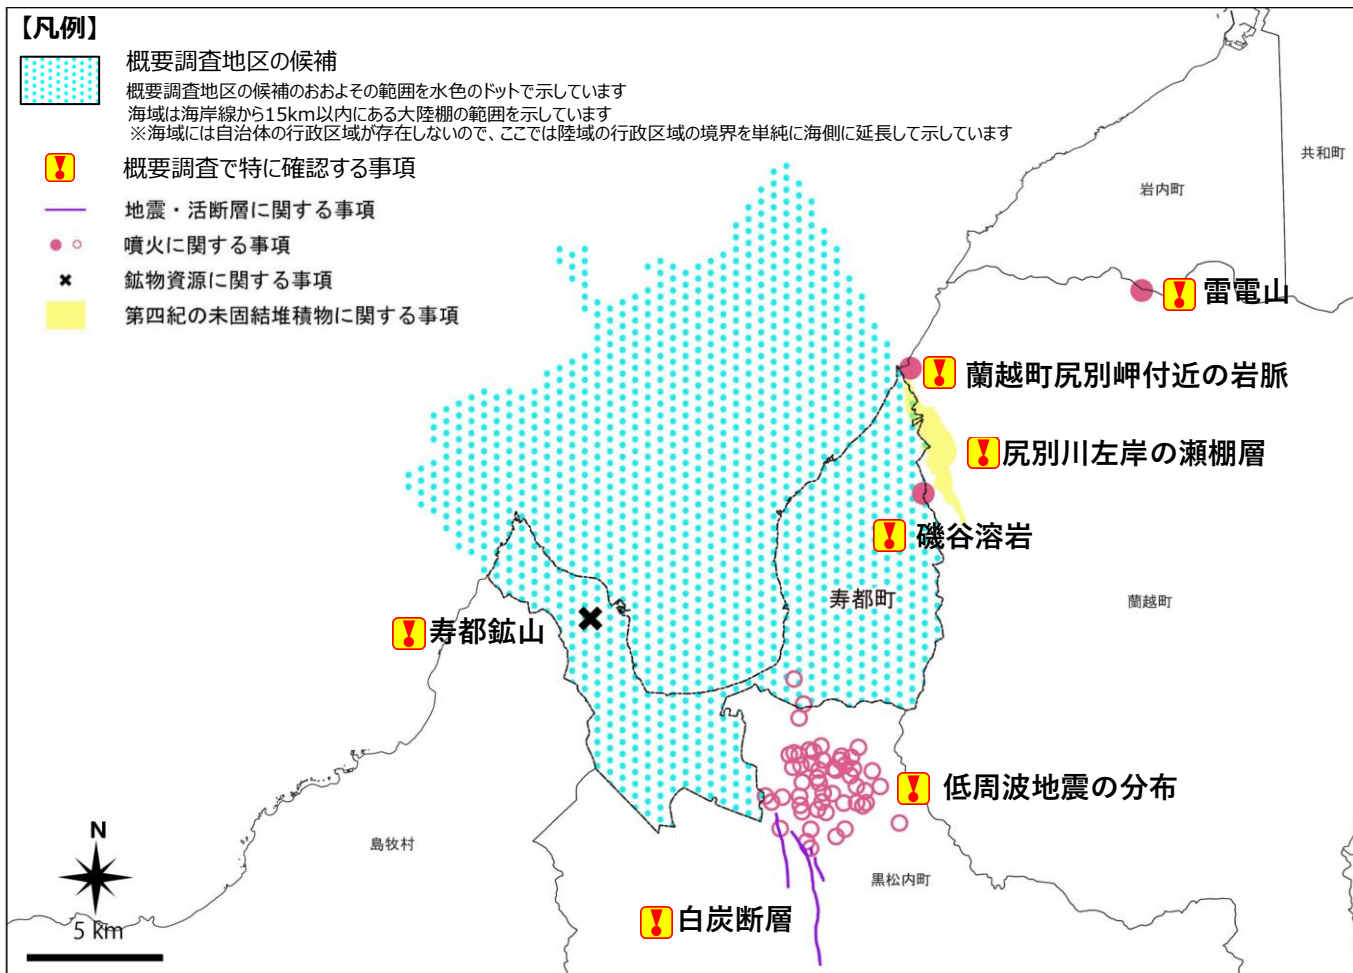 【凡例】
概要調査地区の候補
概要調査地区の候補のおおよその範囲を水色のドットで示しています
海域は海岸線から15km以内にある大陸棚の範囲を示しています
※海域には自治体の行政区域が存在しないので、ここでは陸域の行政区域の境界を単純に海側に延長して示しています
概要調査で特に確認する事項
地震・活断層に関する事項
噴火に関する事項
鉱物資源に関する事項
第四紀の未固結堆積物に関する事項
共和町
岩内町
雷電山
蘭越町尻別岬付近の岩脈
尻別川左岸の瀬棚層
磯谷溶岩
寿都町
蘭越町
寿都鉱山
低周波地震の分布
島牧村
黒松内町
白炭断層
N
5 km